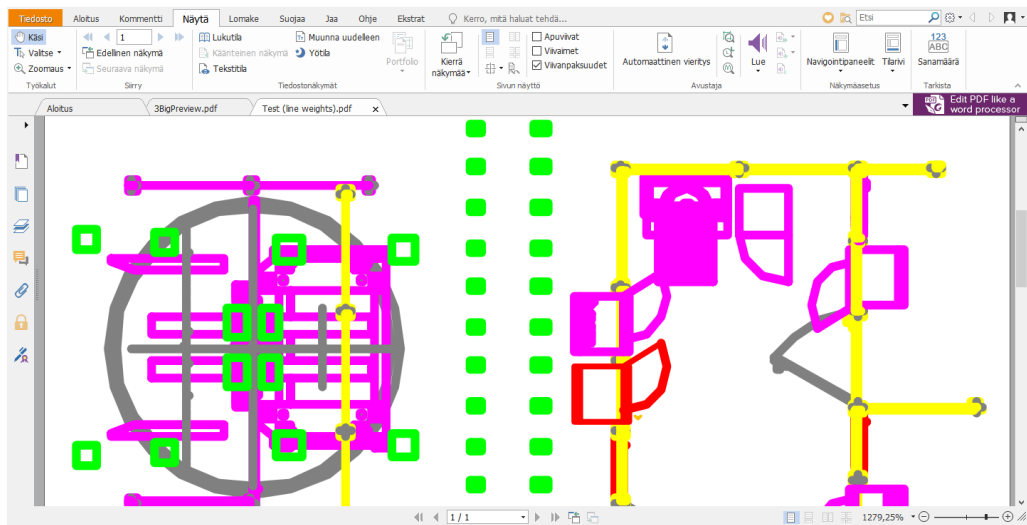 Tiedosto Aloitus Kommentti Näytä Lomake Suojaa Jaa Ohje Ekstrat Kerro, mitä haluat tehdä... Etsi
Käsi 1 Lukutila Muunna uudelleen Apuviivat 123
Valitse Edellinen näkymä Käänteinen näkymä Yötila Portfolio Kierrä Viivaimet Automaattinen vieritys Lue Navigointipaneelit Tilarivi ABC
Zoomaus Seuraava näkymä Tekstitila näkymää Viivanpaksuudet Sanamäärä
Työkalut Siirry Tiedostonäkymät Sivun näyttö Avustaja Näkymäasetus Tarkista
Aloitus 3BigPreview.pdf Test (line weights).pdf x Edit PDF like a
word processor
1 / 1 1279,25%